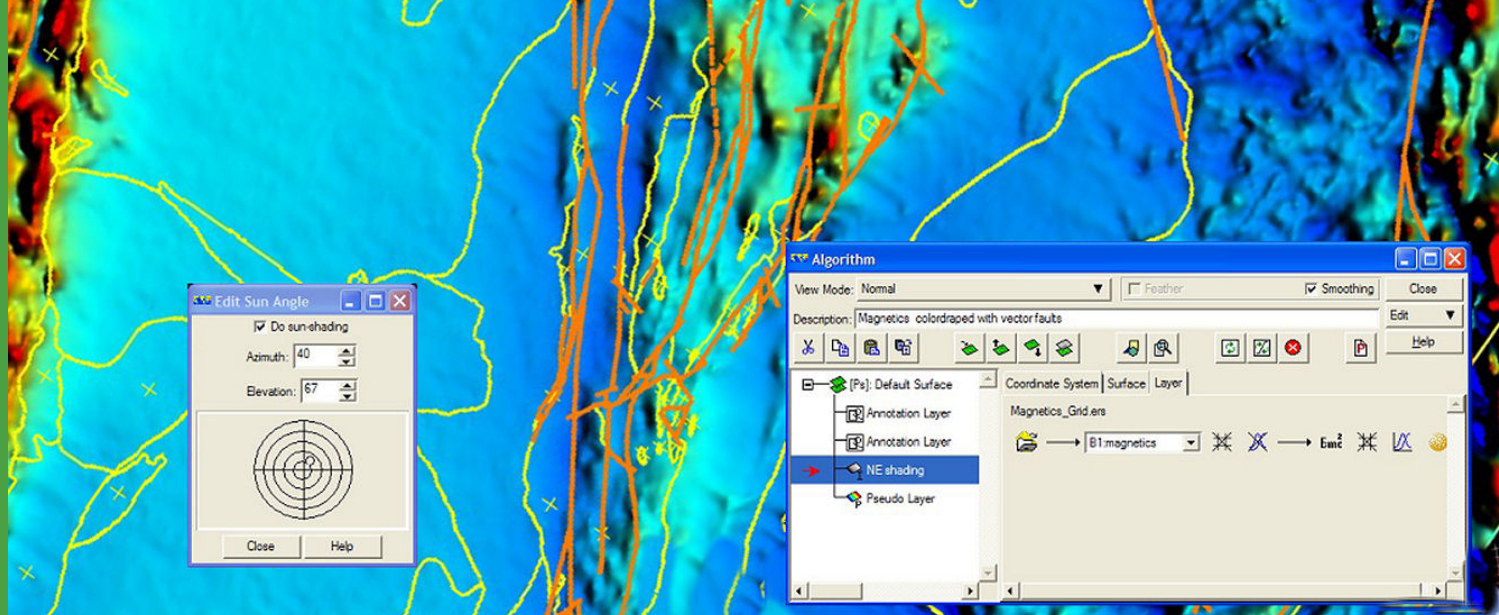 Edit Sun Angle
Do sun-shading
Azimuth: 40
Elevation: 67
Close Help
Algorithm
View Mode: Normal Feather Smoothing Close
Description: Magnetics colordraped with vector faults Edit
Help
[Ps]: Default Surface
Annotation Layer
Annotation Layer
NE shading
Pseudo Layer
Coordinate System Surface Layer
Magnetics_Grid.ers
B1:magnetics